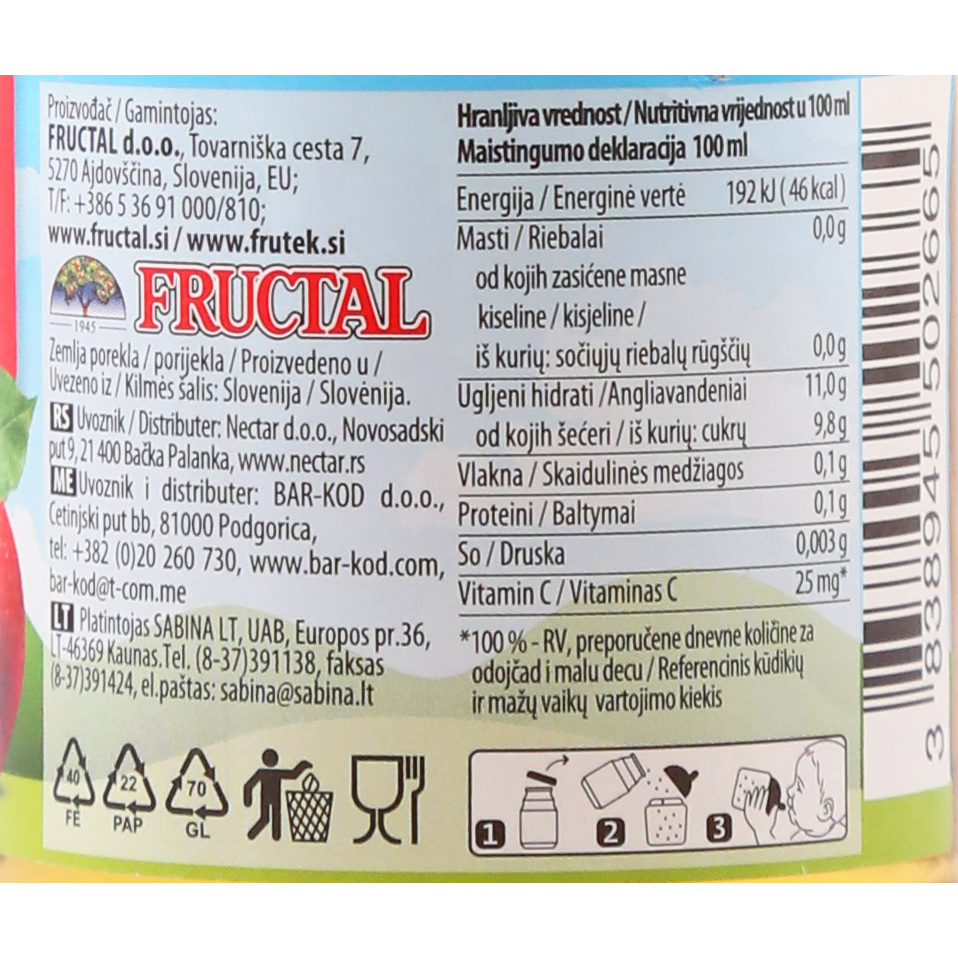 Proizvođač / Gamintojas:
FRUCTAL d.o.o., Tovarniška cesta 7,
5270 Ajdovščina, Slovenija, EU;
T/F: +386 5 36 91 000/810;
www.fructal.si / www.frutek.si
1945
FRUCTAL
Zemlja porekla / porijekla / Proizvedeno u /
Uvezeno iz / Kilmės šalis: Slovenija / Slovėnija.
RS Uvoznik / Distributer: Nectar d.o.o., Novosadski
put 9, 21 400 Bačka Palanka, www.nectar.rs
ME Uvoznik i distributer: BAR-KOD d.o.o.,
Cetinjski put bb, 81000 Podgorica,
tel: +382 (0)20 260 730, www.bar-kod.com,
bar-kod@t-com.me
LT Platintojas SABINA LT, UAB, Europos pr.36,
LT-46369 Kaunas.Tel. (8-37)391138, faksas
(8-37)391424, el.paštas: sabina@sabina.lt
40
FE
22
PAP
70
GL
Hranljiva vrednost / Nutritivna vrijednost u 100 ml
Maistingumo deklaracija 100 ml
Energija / Energinė vertė 192 kJ ( 46 kcal )
Masti / Riebalai 0,0 g
od kojih zasićene masne
kiseline / kisjeline /
iš kurių: sočiųjų riebalų rūgščių 0,0 g
Ugljeni hidrati /Angliavandeniai 11,0 g
od kojih šećeri / iš kurių: cukrų 9,8 g
Vlakna / Skaidulinės medžiagos 0,1 g
Proteini / Baltymai 0,1 g
So / Druska 0,003 g
Vitamin C / Vitaminas C 25 mg*
*100 % - RV, preporučene dnevne količine za
odojčad i malu decu / Referencinis kūdikių
ir mažų vaikų vartojimo kiekis
1 2 3
3 838945 502665